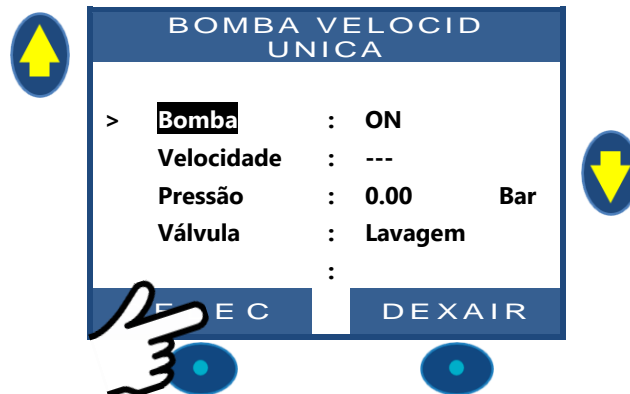 BOMBA VELOCID
UNICA
> Bomba : ON
Velocidade : ---
Pressão : 0.00 Bar
Válvula : Lavagem
:
DEXAIR